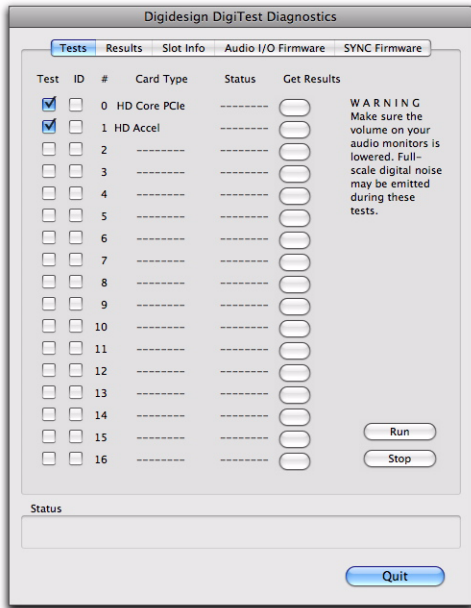 Digidesign DigiTest Diagnostics
Tests Results Slot Info Audio I/O Firmware SYNC Firmware
Test ID # Card Type Status Get Results
0 HD Core PCIe --------
1 HD Accel --------
2 -------- --------
3 -------- --------
4 -------- --------
5 -------- --------
6 -------- --------
7 -------- --------
8 -------- --------
9 -------- --------
10 -------- --------
11 -------- --------
12 -------- --------
13 -------- --------
14 -------- --------
15 -------- --------
16 -------- --------
W A R N I N G
Make sure the
volume on your
audio monitors is
lowered. Full-
scale digital noise
may be emitted
during these
tests.
Run
Stop
Status
Quit